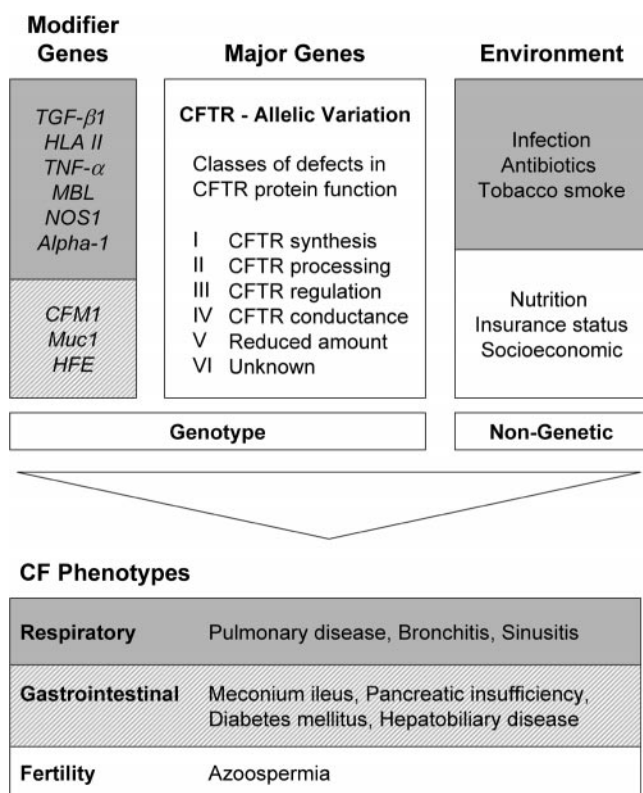 Modifier
Genes
Major Genes
Environment
TGF-β1
HLA II
TNF-α
MBL
NOS1
Alpha-1
CFM1
Muc1
HFE
CFTR - Allelic Variation
Classes of defects in
CFTR protein function
I CFTR synthesis
II CFTR processing
III CFTR regulation
IV CFTR conductance
V Reduced amount
VI Unknown
Infection
Antibiotics
Tobacco smoke
Nutrition
Insurance status
Socioeconomic
Genotype
Non-Genetic
CF Phenotypes
Respiratory Pulmonary disease, Bronchitis, Sinusitis
Gastrointestinal Meconium ileus, Pancreatic insufficiency,
Diabetes mellitus, Hepatobiliary disease
Fertility Azoospermia